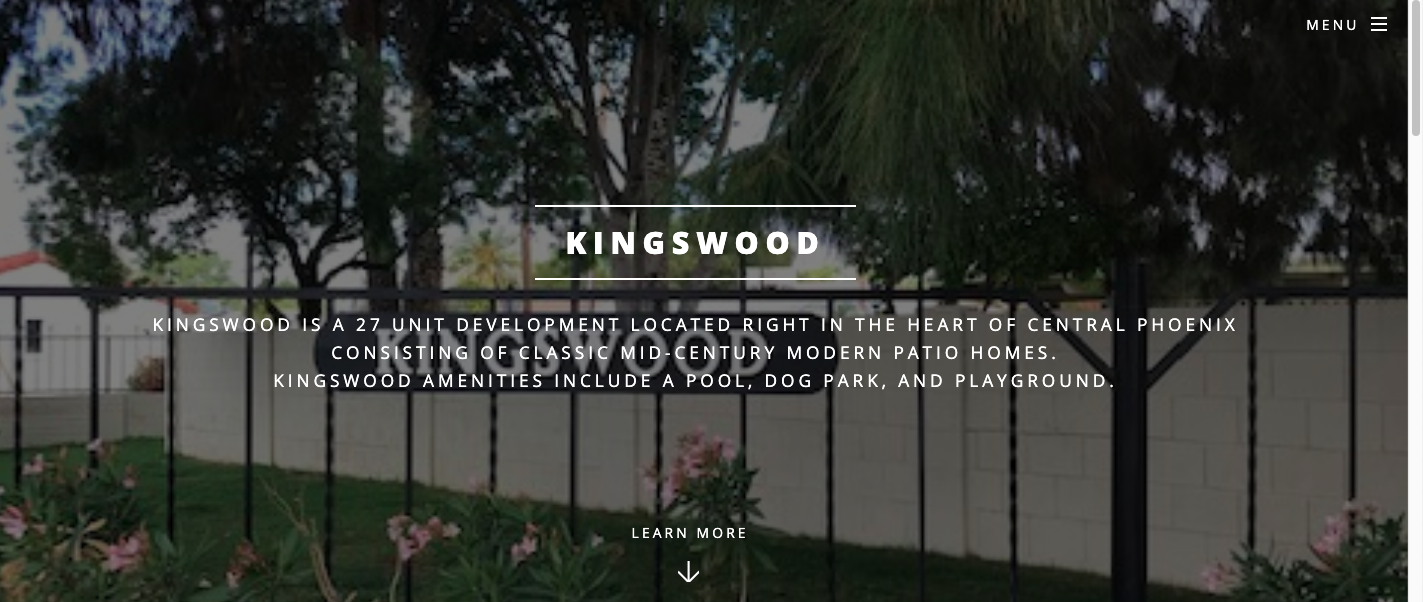 MENU
KINGSWOOD
KINGSWOOD IS A 27 UNIT DEVELOPMENT LOCATED RIGHT IN THE HEART OF CENTRAL PHOENIX
CONSISTING OF CLASSIC MID-CENTURY MODERN PATIO HOMES.
KINGSWOOD
KINGSWOOD AMENITIES INCLUDE A POOL, DOG PARK, AND PLAYGROUND.
LEARN MORE